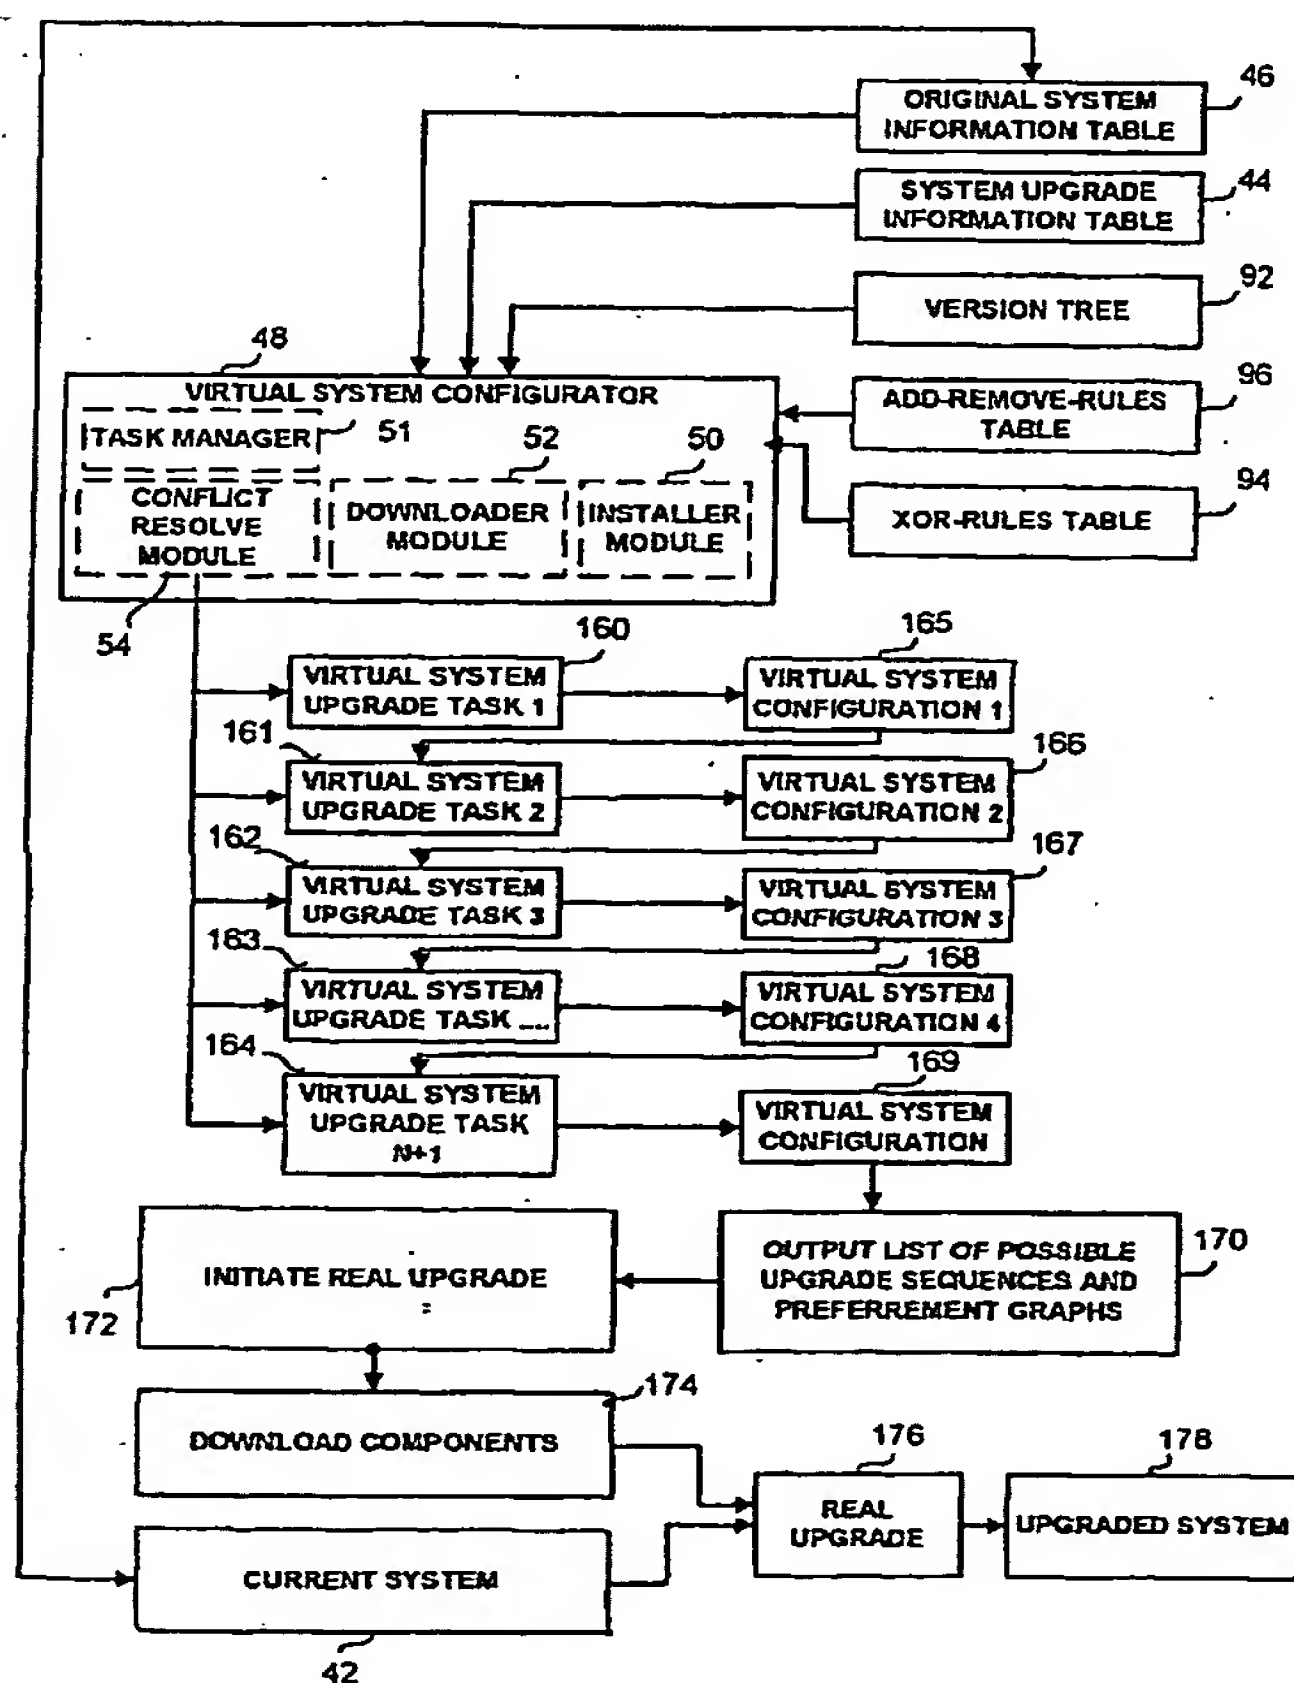 ORIGINAL SYSTEM
INFORMATION TABLE
46
SYSTEM UPGRADE
INFORMATION TABLE
44
VERSION TREE
92
48
VIRTUAL SYSTEM CONFIGURATOR
ADD-REMOVE-RULES
TABLE
96
TASK MANAGER
51
52
50
CONFLICT
RESOLVE
MODULE
DOWNLOADER
MODULE
INSTALLER
MODULE
XOR-RULES TABLE
94
54
160
165
VIRTUAL SYSTEM
UPGRADE TASK 1
VIRTUAL SYSTEM
CONFIGURATION 1
161
166
VIRTUAL SYSTEM
UPGRADE TASK 2
VIRTUAL SYSTEM
CONFIGURATION 2
162
167
VIRTUAL SYSTEM
UPGRADE TASK 3
VIRTUAL SYSTEM
CONFIGURATION 3
163
168
VIRTUAL SYSTEM
UPGRADE TASK ....
VIRTUAL SYSTEM
CONFIGURATION 4
164
169
VIRTUAL SYSTEM
UPGRADE TASK
N+1
VIRTUAL SYSTEM
CONFIGURATION
INITIATE REAL UPGRADE
172
OUTPUT LIST OF POSSIBLE
UPGRADE SEQUENCES AND
PREFERREMENT GRAPHS
170
DOWNLOAD COMPONENTS
174
176
178
REAL
UPGRADE
UPGRADED SYSTEM
CURRENT SYSTEM
42